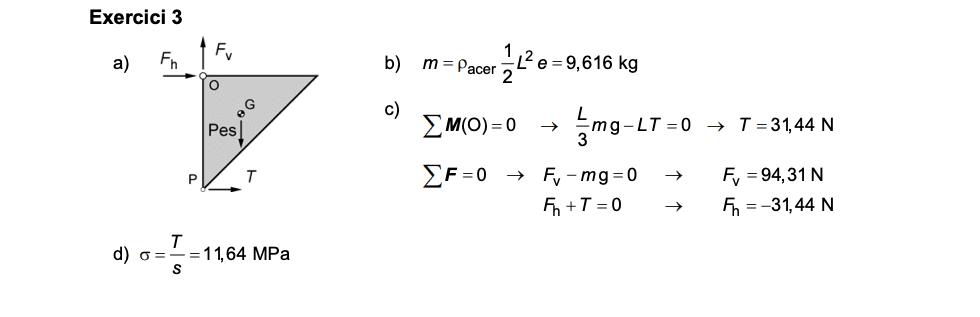 Exercici 3
a) Fh Fv
O
G
Pes
P T
b) m = ρacer 1/2 L² e = 9,616 kg
c) ∑M(O) = 0 → L/3 mg – LT = 0 → T = 31,44 N
∑F = 0 → Fv – mg = 0 → Fv = 94,31 N
Fh + T = 0 → Fh = –31,44 N
d) σ = T/s = 11,64 MPa